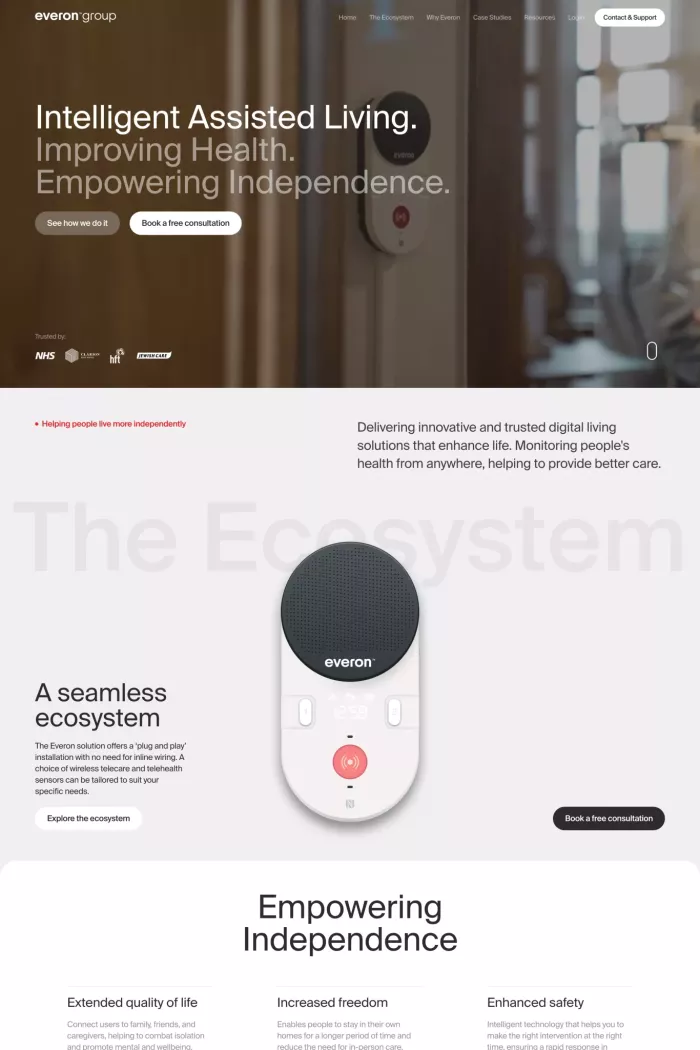 everon™group
Home The Ecosystem Why Everon Case Studies Resources Login Contact & Support
Intelligent Assisted Living.
Improving Health.
Empowering Independence.
everon
See how we do it Book a free consultation
Trusted by:
NHS CLARION hft JEWISH CARE
• Helping people live more independently
Delivering innovative and trusted digital living
solutions that enhance life. Monitoring people's
health from anywhere, helping to provide better care.
The Ecosystem
everon™
A seamless
ecosystem
The Everon solution offers a ‘plug and play’
installation with no need for inline wiring. A
choice of wireless telecare and telehealth
sensors can be tailored to suit your
specific needs.
Explore the ecosystem Book a free consultation
Empowering
Independence
Extended quality of life Increased freedom Enhanced safety
Connect users to family, friends, and Enables people to stay in their own Intelligent technology that helps you to
caregivers, helping to combat isolation homes for a longer period of time and make the right intervention at the right
and promote mental and wellbeing. reduce the need for in-person care. time, ensuring a rapid response in